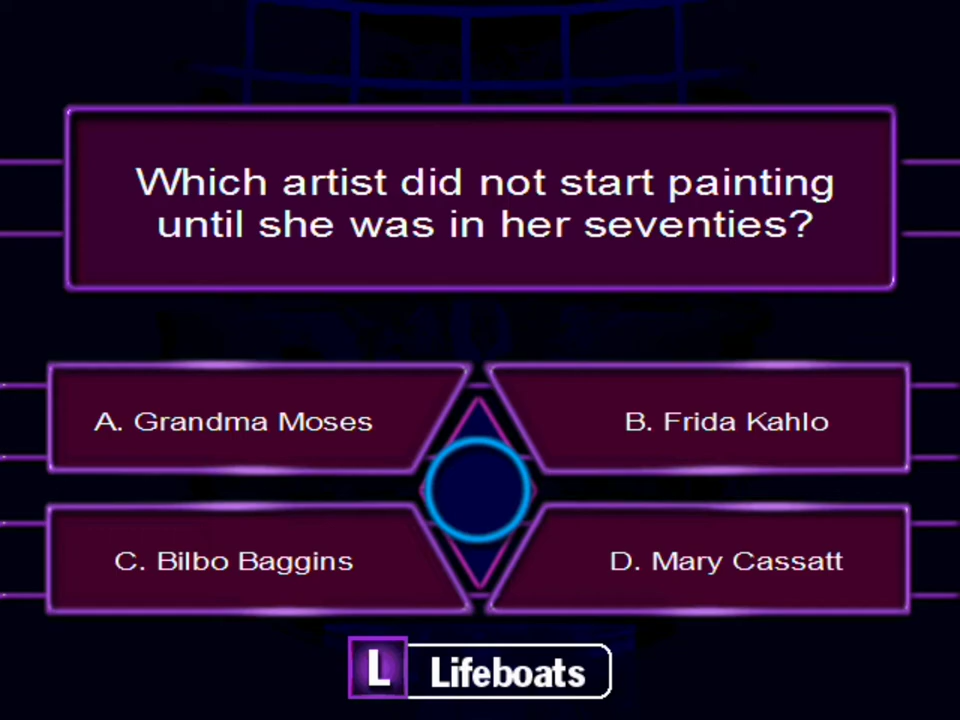 Which artist did not start painting
until she was in her seventies?
A. Grandma Moses
B. Frida Kahlo
C. Bilbo Baggins
D. Mary Cassatt
L Lifeboats